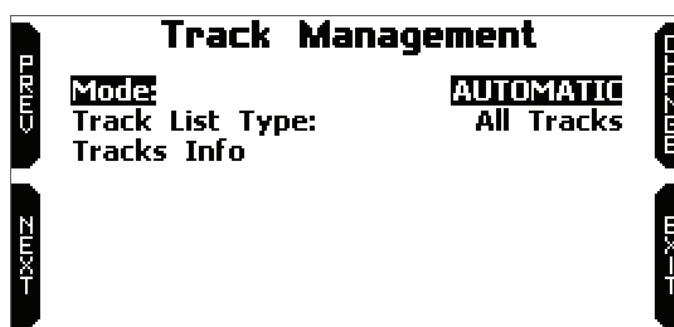 Track Management
PREV
CHANGE
Mode: AUTOMATIC
Track List Type: All Tracks
Tracks Info
NEXT
EXIT